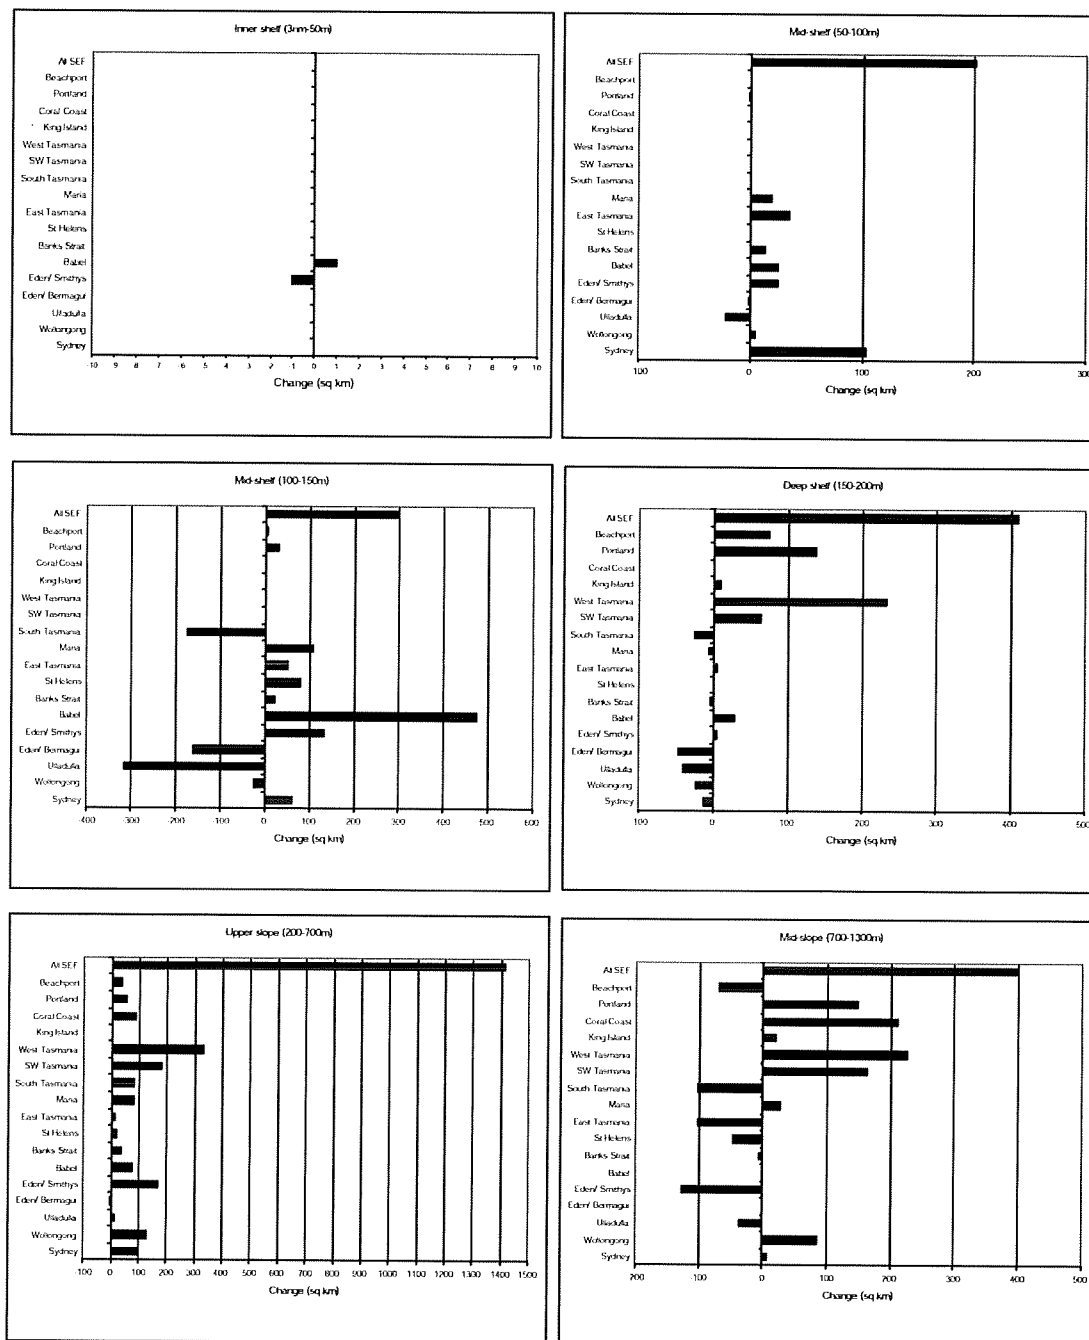 Inner shelf (3nm-50m)
All SEF
Beachport
Portland
Coral Coast
King Island
West Tasmania
SW Tasmania
South Tasmania
Maria
East Tasmania
St Helens
Banks Strait
Babel
Eden/ Smithys
Eden/ Bermagui
Ulladulla
Wollongong
Sydney
-10 9 8 7 6 5 4 3 2 1 0 1 2 3 4 5 6 7 8 9 10
Change (sq km)
Mid-shelf (50-100m)
All SEF
Beachport
Portland
Coral Coast
King Island
West Tasmania
SW Tasmania
South Tasmania
Maria
East Tasmania
St Helens
Banks Strait
Babel
Eden/ Smithys
Eden/ Bermagui
Ulladulla
Wollongong
Sydney
100 0 100 200 300
Change (sq km)
Mid-shelf (100-150m)
All SEF
Beachport
Portland
Coral Coast
King Island
West Tasmania
SW Tasmania
South Tasmania
Maria
East Tasmania
St Helens
Banks Strait
Babel
Eden/ Smithys
Eden/ Bermagui
Ulladulla
Wollongong
Sydney
-400 -300 -200 -100 0 100 200 300 400 500 600
Change (sq km)
Deep shelf (150-200m)
All SEF
Beachport
Portland
Coral Coast
King Island
West Tasmania
SW Tasmania
South Tasmania
Maria
East Tasmania
St Helens
Banks Strait
Babel
Eden/ Smithys
Eden/ Bermagui
Ulladulla
Wollongong
Sydney
100 0 100 200 300 400 500
Change (sq km)
Upper slope (200-700m)
All SEF
Beachport
Portland
Coral Coast
King Island
West Tasmania
SW Tasmania
South Tasmania
Maria
East Tasmania
St Helens
Banks Strait
Babel
Eden/ Smithys
Eden/ Bermagui
Ulladulla
Wollongong
Sydney
-100 0 100 200 300 400 500 600 700 800 900 1000 1100 1200 1300 1400 1500
Change (sq km)
Mid-slope (700-1300m)
All SEF
Beachport
Portland
Coral Coast
King Island
West Tasmania
SW Tasmania
South Tasmania
Maria
East Tasmania
St Helens
Banks Strait
Babel
Eden/ Smithys
Eden/ Bermagui
Ulladulla
Wollongong
Sydney
200 -100 0 100 200 300 400 500
Change (sq km)